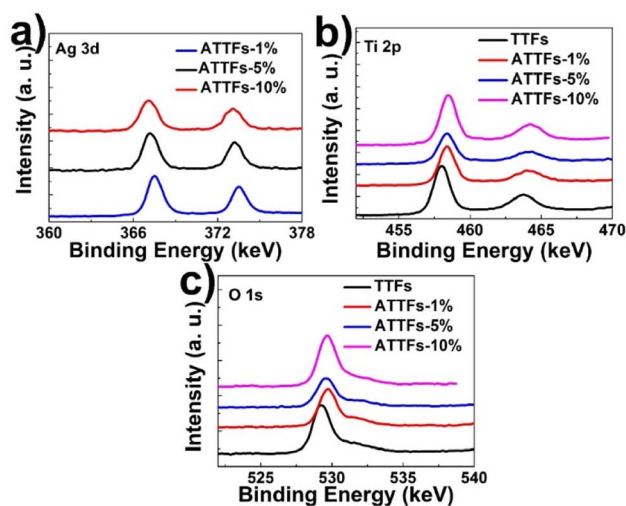 a)
Ag 3d
ATTFs-1%
ATTFs-5%
ATTFs-10%
Intensity (a. u.)
360 366 372 378
Binding Energy (keV)
b)
Ti 2p
TTFs
ATTFs-1%
ATTFs-5%
ATTFs-10%
Intensity (a. u.)
455 460 465 470
Binding Energy (keV)
c)
O 1s
TTFs
ATTFs-1%
ATTFs-5%
ATTFs-10%
Intensity (a. u.)
525 530 535 540
Binding Energy (keV)